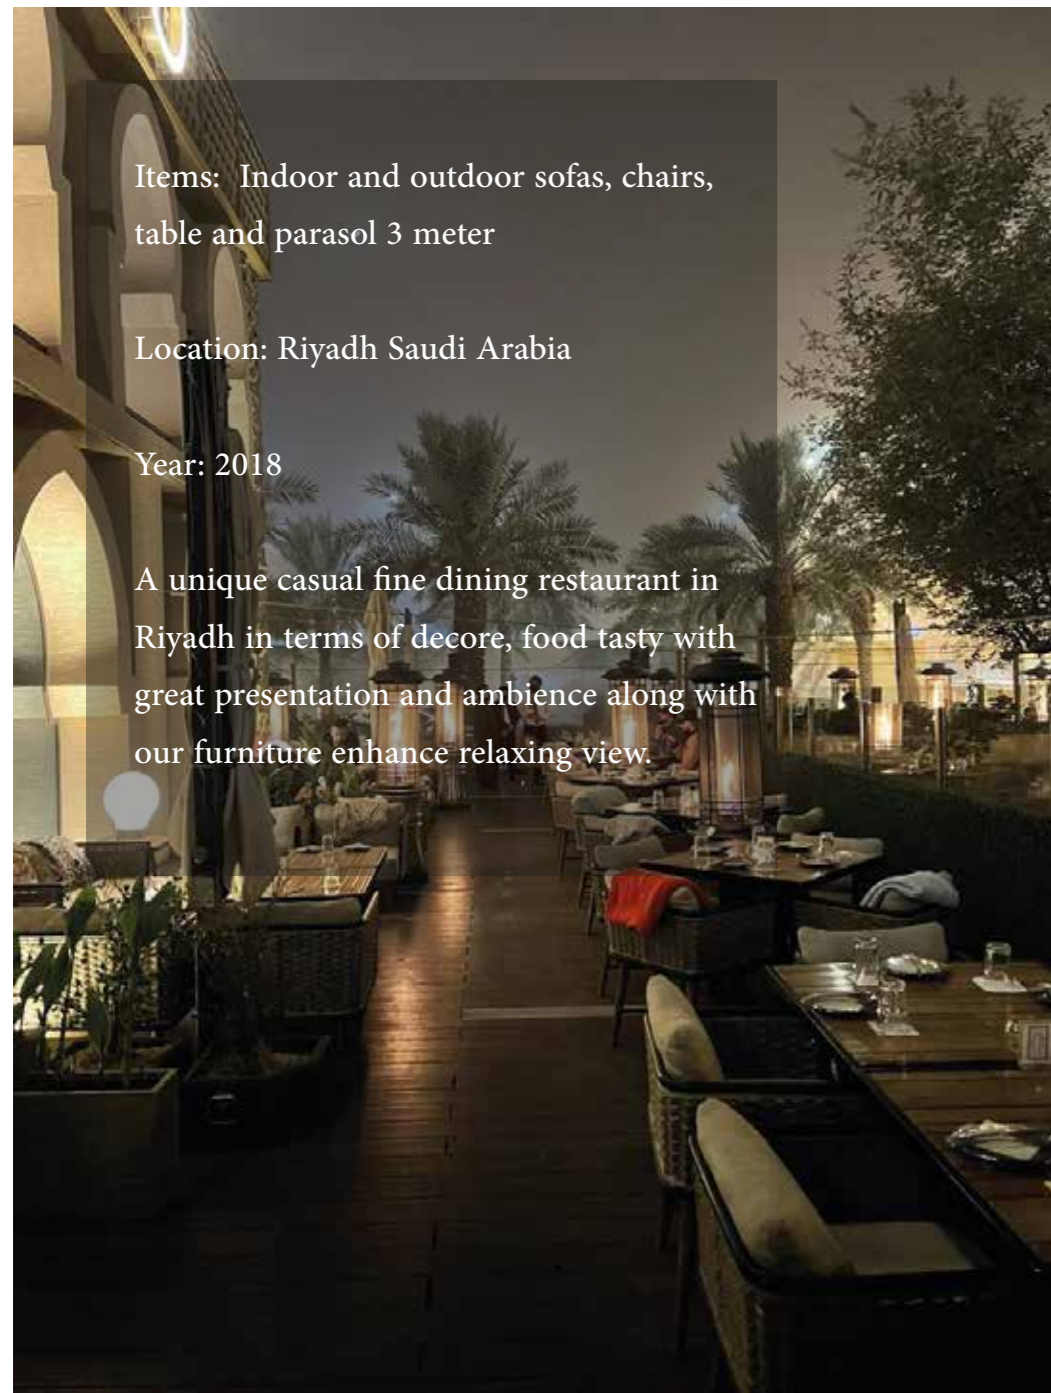 Items:  Indoor and outdoor sofas, chairs,
table and parasol 3 meter
Location: Riyadh Saudi Arabia
Year: 2018
A unique casual fine dining restaurant in
Riyadh in terms of decore, food tasty with
great presentation and ambience along with
our furniture enhance relaxing view.